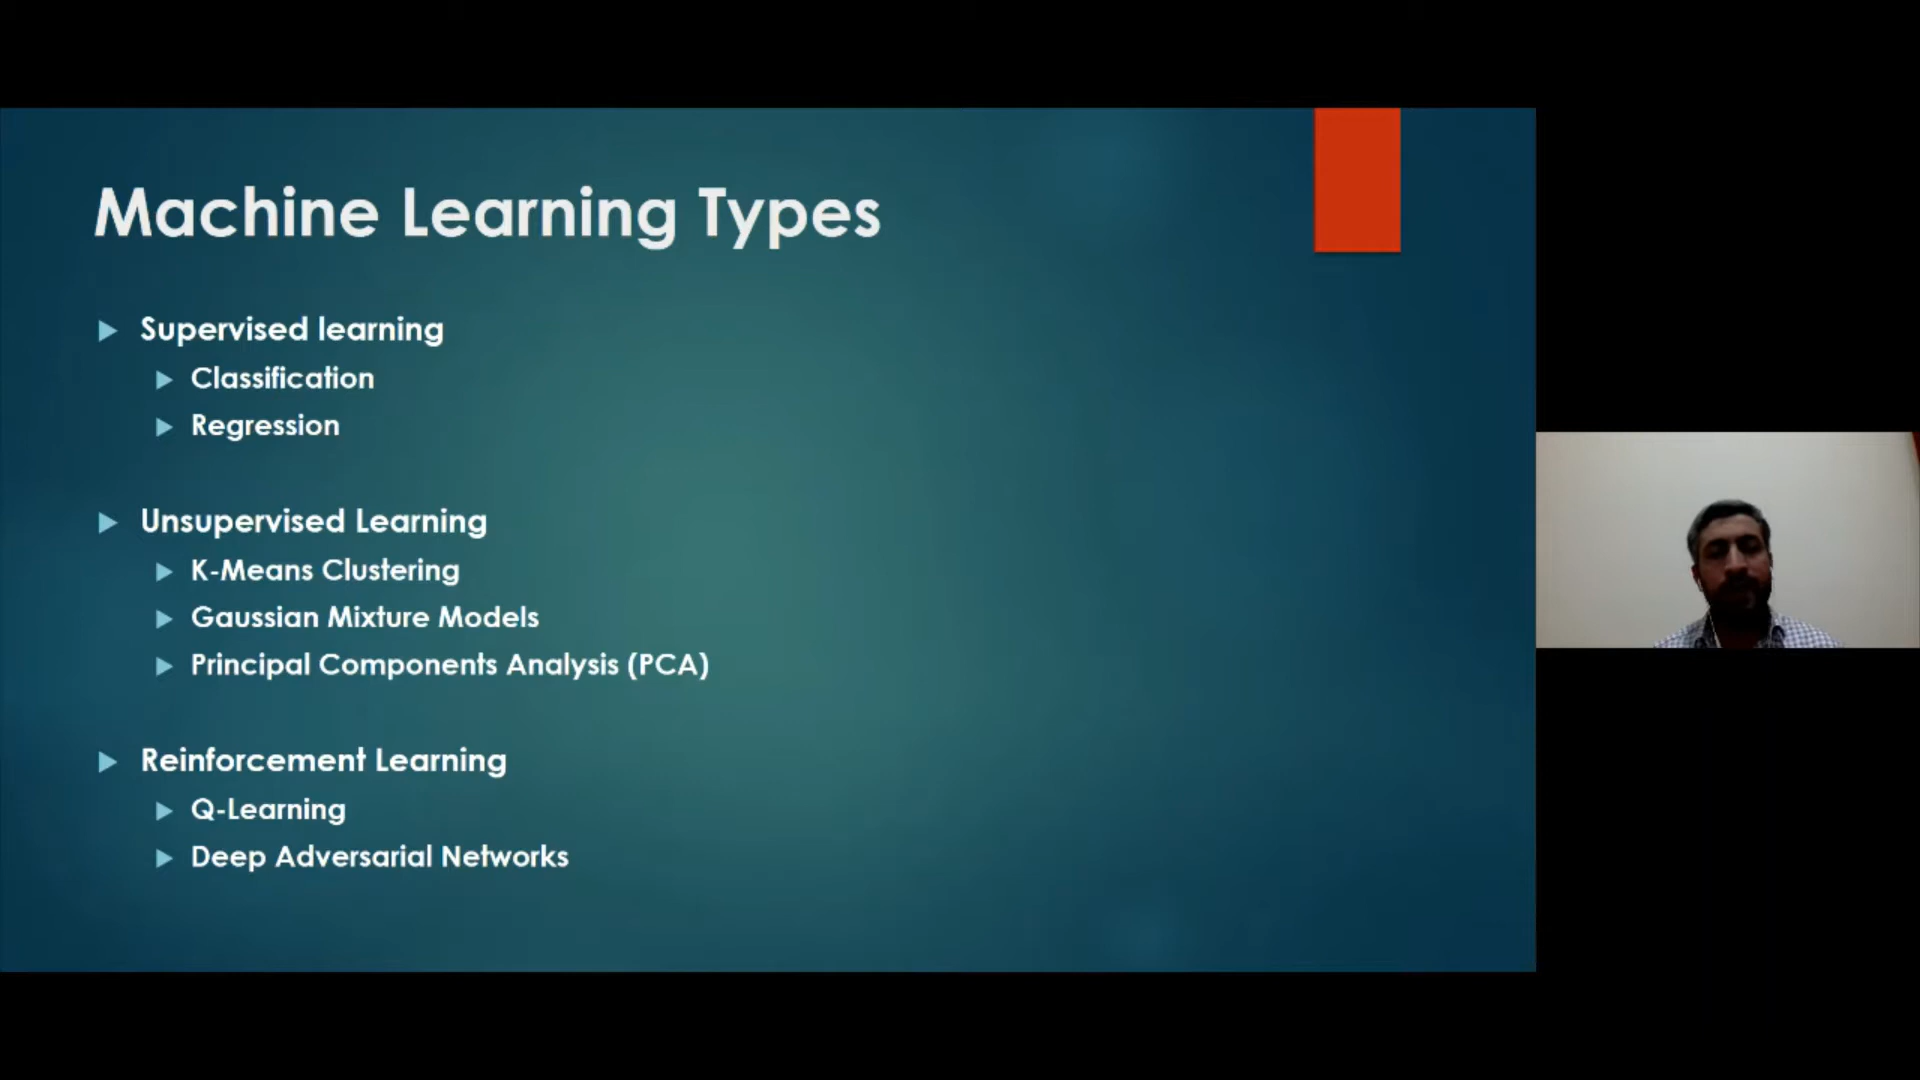 Machine Learning Types
Supervised learning
Classification
Regression
Unsupervised Learning
K-Means Clustering
Gaussian Mixture Models
Principal Components Analysis (PCA)
Reinforcement Learning
Q-Learning
Deep Adversarial Networks